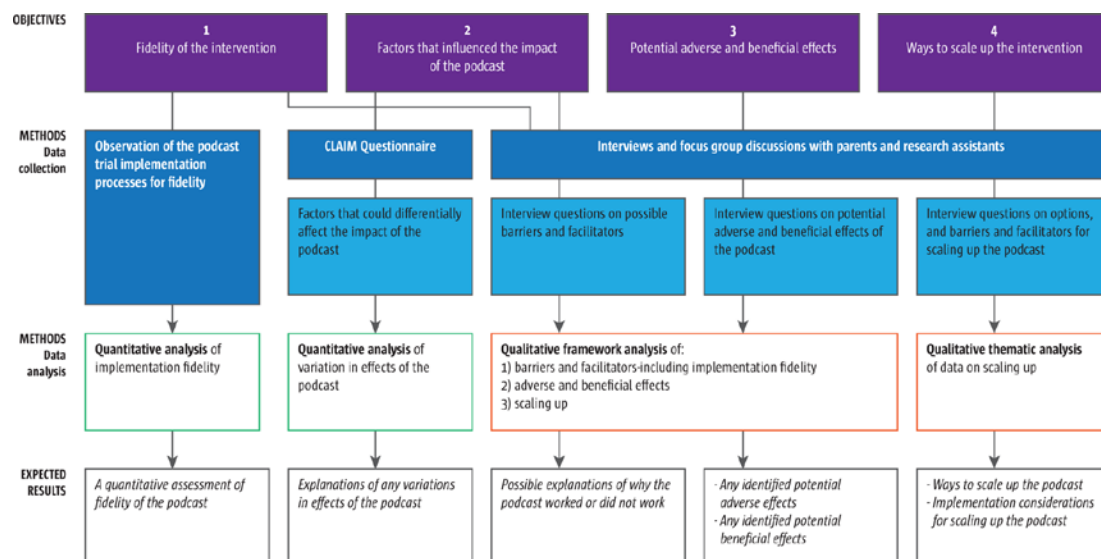 OBJECTIVES
1
Fidelity of the intervention
2
Factors that influenced the impact
of the podcast
3
Potential adverse and beneficial effects
4
Ways to scale up the intervention
METHODS
Data
collection
Observation of the podcast
trial implementation
processes for fidelity
CLAIM Questionnaire
Interviews and focus group discussions with parents and research assistants
Factors that could differentially
affect the impact of the
podcast
Interview questions on possible
barriers and facilitators
Interview questions on potential
adverse and beneficial effects of
the podcast
Interview questions on options,
and barriers and facilitators for
scaling up the podcast
METHODS
Data
analysis
Quantitative analysis of
implementation fidelity
Quantitative analysis of
variation in effects of the
podcast
Qualitative framework analysis of:
1) barriers and facilitators-including implementation fidelity
2) adverse and beneficial effects
3) scaling up
Qualitative thematic analysis
of data on scaling up
EXPECTED
RESULTS
A quantitative assessment of
fidelity of the podcast
Explanations of any variations
in effects of the podcast
Possible explanations of why the
podcast worked or did not work
- Any identified potential
adverse effects
- Any identified potential
beneficial effects
- Ways to scale up the podcast
- Implementation considerations
for scaling up the podcast